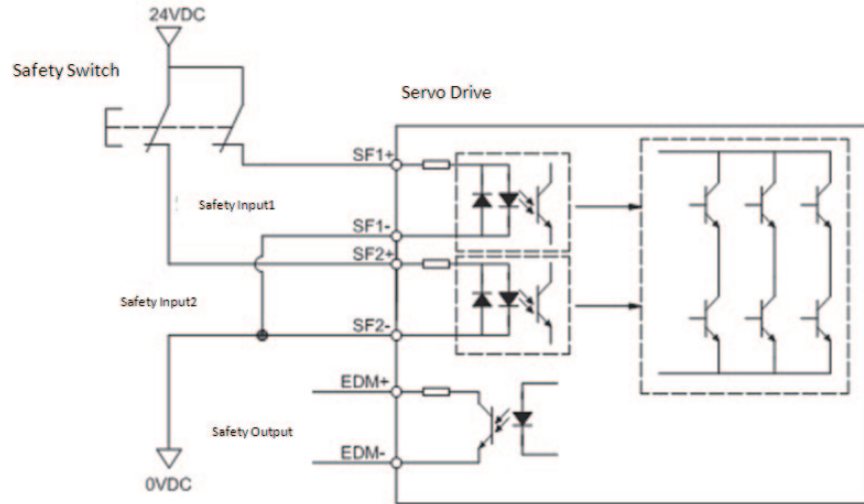 24VDC
Safety Switch
Servo Drive
SF1+
Safety Input1
SF1-
SF2+
Safety Input2
SF2-
EDM+
Safety Output
EDM-
0VDC